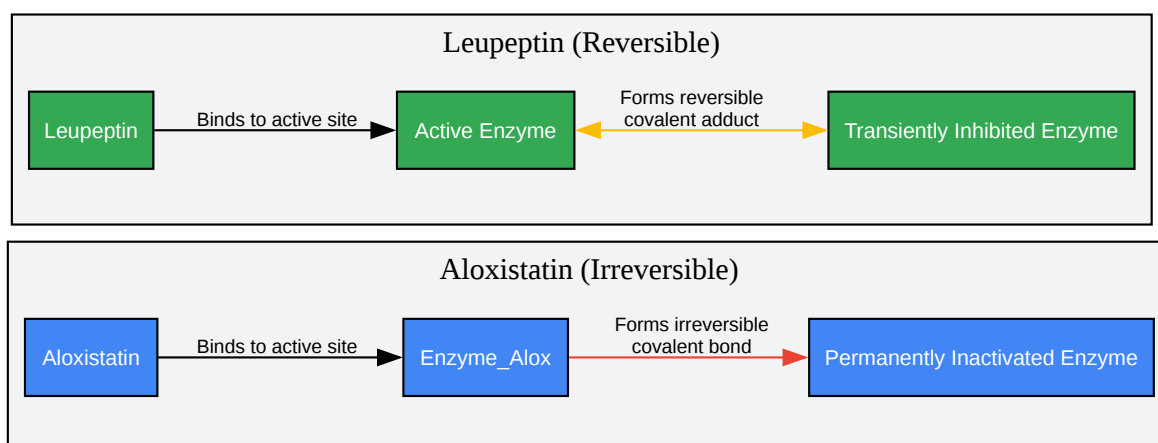 Leupeptin (Reversible)
Leupeptin
Binds to active site
Active Enzyme
Forms reversible
covalent adduct
Transiently Inhibited Enzyme
Aloxistatin (Irreversible)
Aloxistatin
Binds to active site
Enzyme_Alox
Forms irreversible
covalent bond
Permanently Inactivated Enzyme